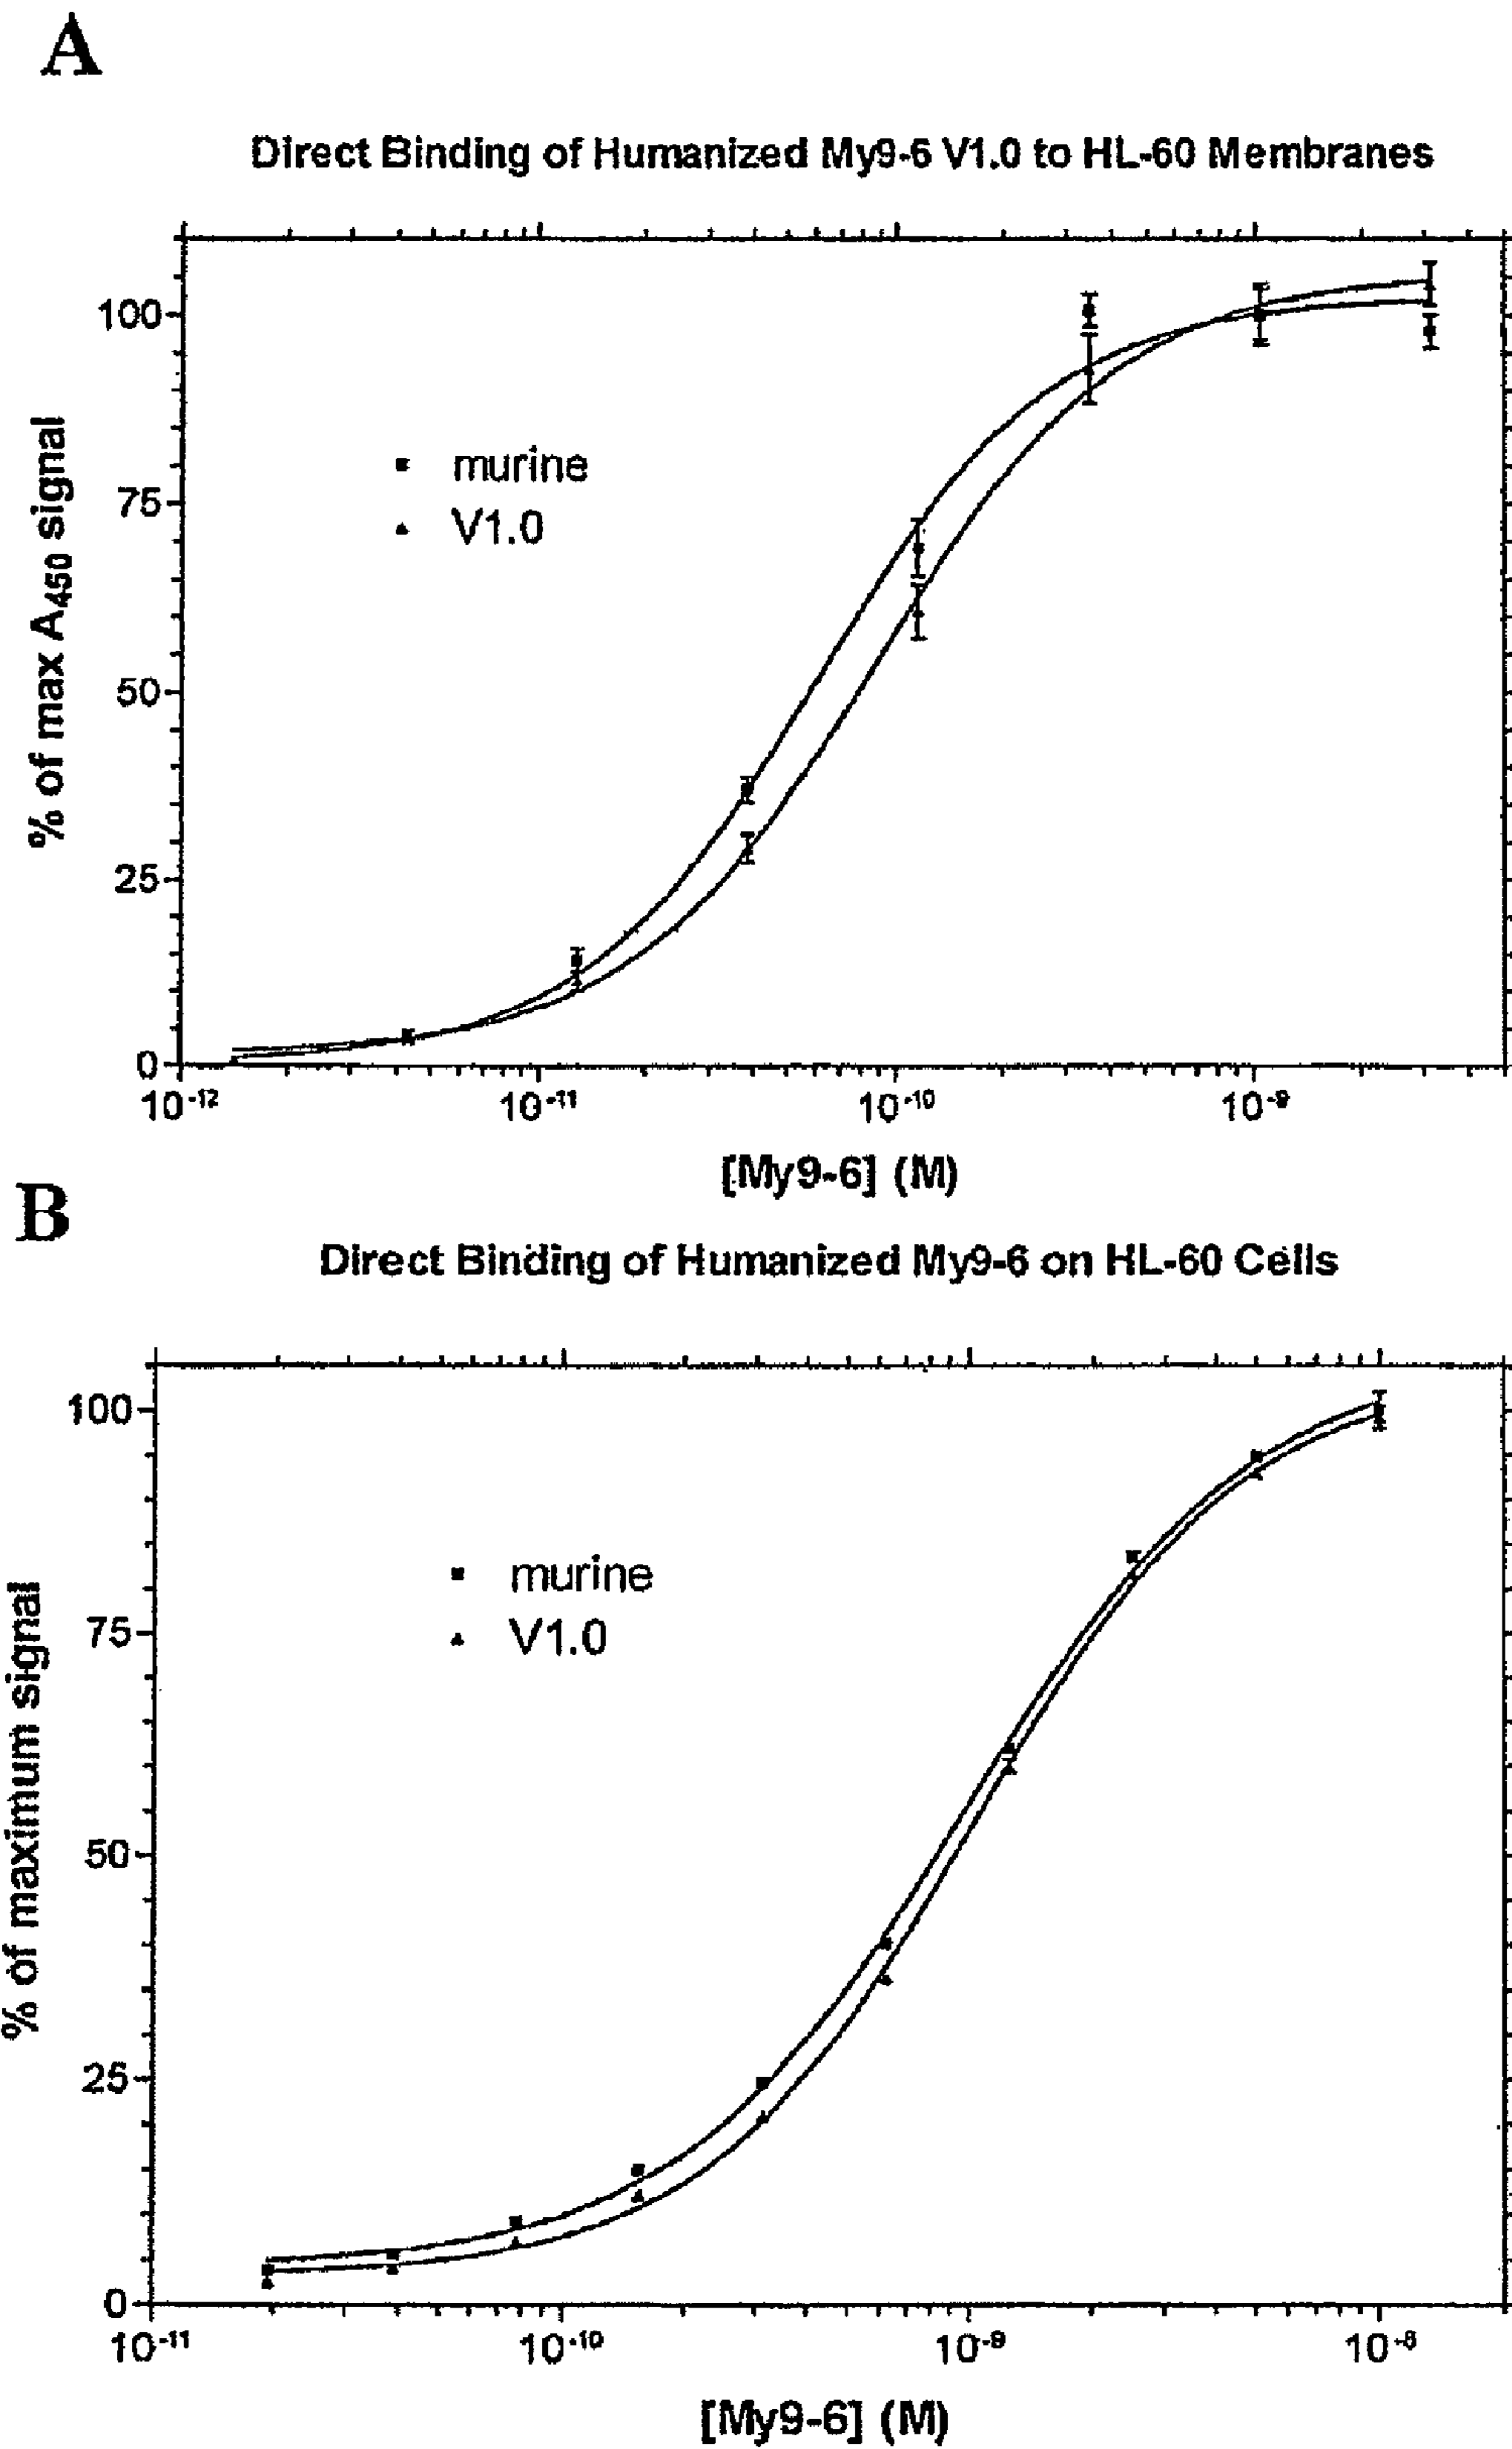 A
Direct Binding of Humanized My9-6 V1.0 to HL-60 Membranes
% of max A450 signal
100
75
50
25
0
murine
V1.0
10-12
10-11
10-10
10-9
[My9-6] (M)
B
Direct Binding of Humanized My9-6 on HL-60 Cells
% of maximum signal
100
75
50
25
0
murine
V1.0
10-11
10-10
10-9
10-8
[My9-6] (M)